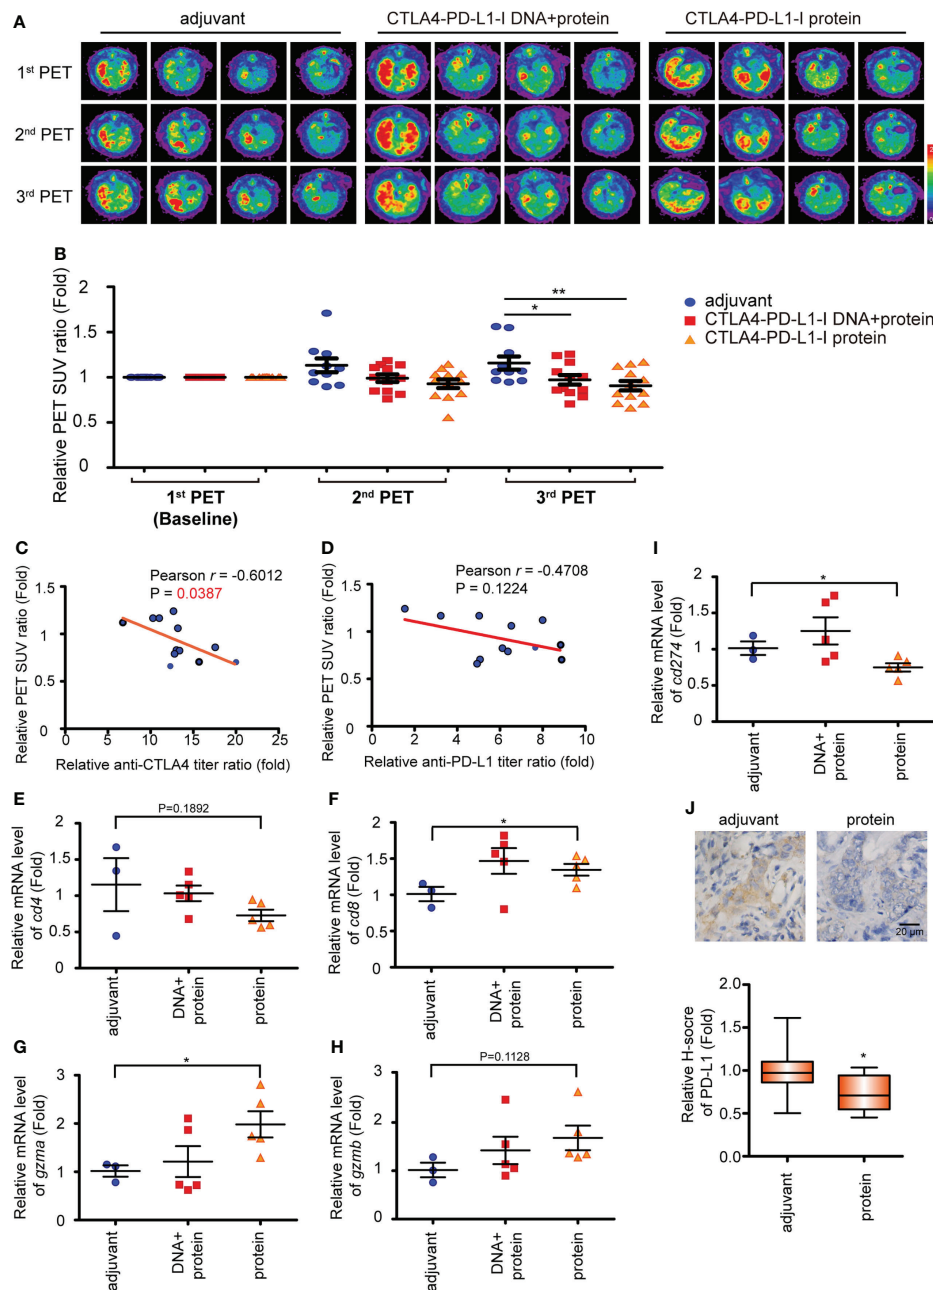 A
adjuvant
CTLA4-PD-L1-I DNA+protein
CTLA4-PD-L1-I protein
1st PET
2nd PET
3rd PET
0
B
Relative PET SUV ratio (Fold)
2
1.5
1
0.5
0
*
**
adjuvant
CTLA4-PD-L1-I DNA+protein
CTLA4-PD-L1-I protein
1st PET
(Baseline)
2nd PET
3rd PET
C
Pearson r = -0.6012
P = 0.0387
Relative PET SUV ratio (Fold)
1.5
1
0.5
0
0 5 10 15 20 25
Relative anti-CTLA4 titer ratio (fold)
D
Pearson r = -0.4708
P = 0.1224
Relative PET SUV ratio (Fold)
1.5
1
0.5
0
0 2 4 6 8 10
Relative anti-PD-L1 titer ratio (fold)
I
Relative mRNA level
of cd274 (Fold)
2
1.5
1
0.5
0
*
adjuvant
DNA+
protein
protein
E
Relative mRNA level
of cd4 (Fold)
2
1.5
1
0.5
0
P=0.1892
adjuvant
DNA+
protein
protein
F
Relative mRNA level
of cd8 (Fold)
2
1.5
1
0.5
0
*
adjuvant
DNA+
protein
protein
J
adjuvant
protein
20 µm
Relative H-socre
of PD-L1 (Fold)
2.0
1.5
1.0
0.5
0.0
*
adjuvant
protein
G
Relative mRNA level
of gzma (Fold)
3
2
1
0
*
adjuvant
DNA+
protein
protein
H
Relative mRNA level
of gzmb (Fold)
3
2
1
0
P=0.1128
adjuvant
DNA+
protein
protein